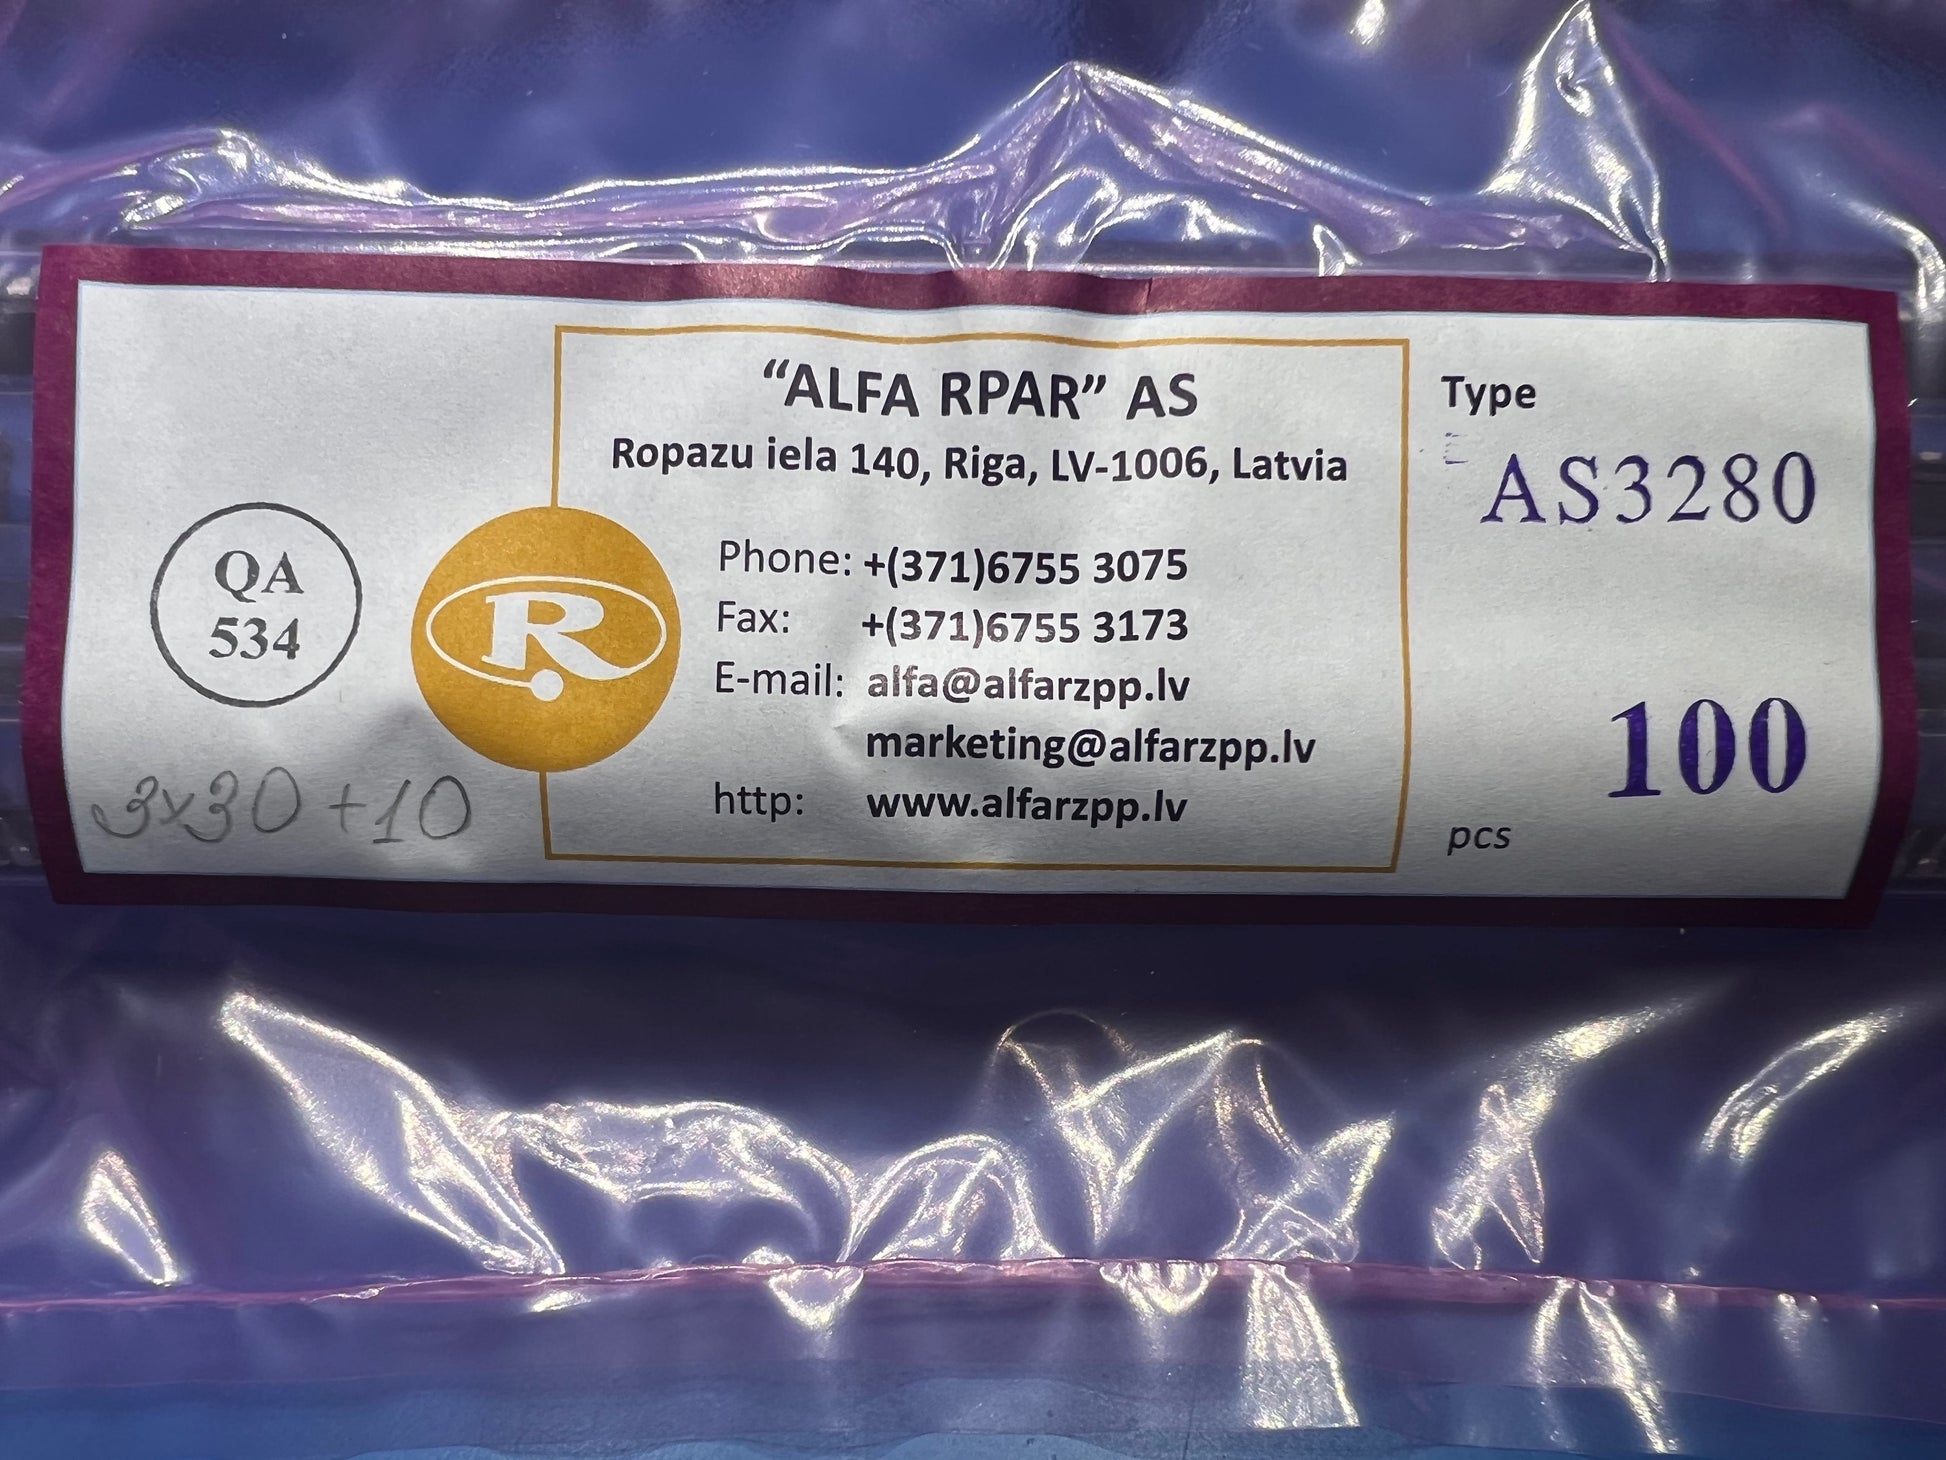 "ALFA RPAR" AS
Ropazu iela 140, Riga, LV-1006, Latvia
Phone: +(371)6755 3075
Fax: +(371)6755 3173
E-mail: alfa@alfarzpp.lv
marketing@alfarzpp.lv
http: www.alfarzpp.lv
QA
534
3x30+10
R
Type
AS3280
100
pcs